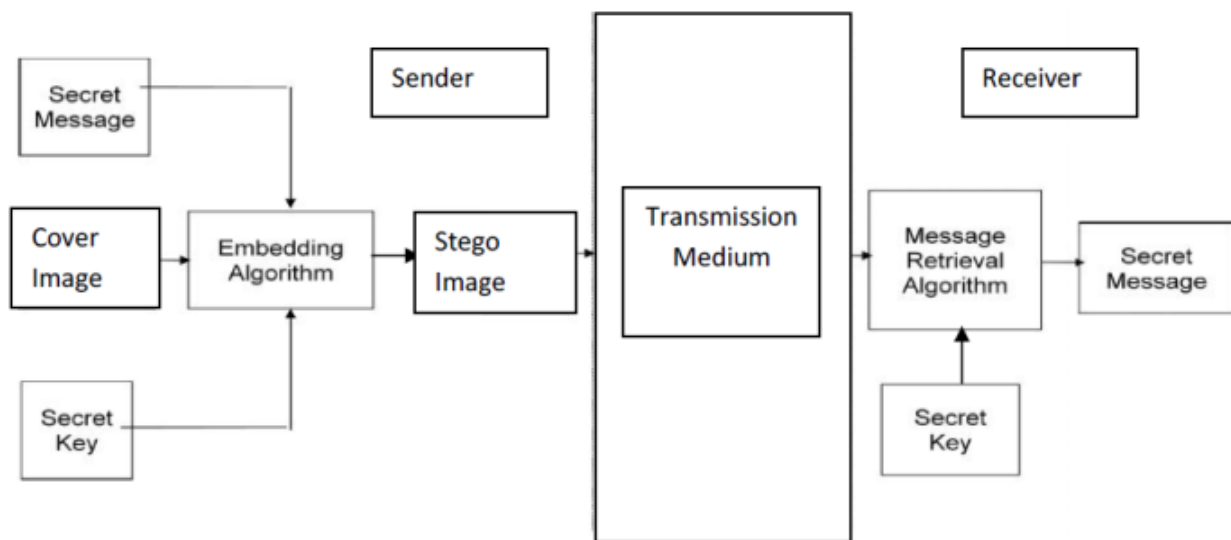 Secret
Message
Sender
Receiver
Cover
Image
Embedding
Algorithm
Stego
Image
Transmission
Medium
Message
Retrieval
Algorithm
Secret
Message
Secret
Key
Secret
Key